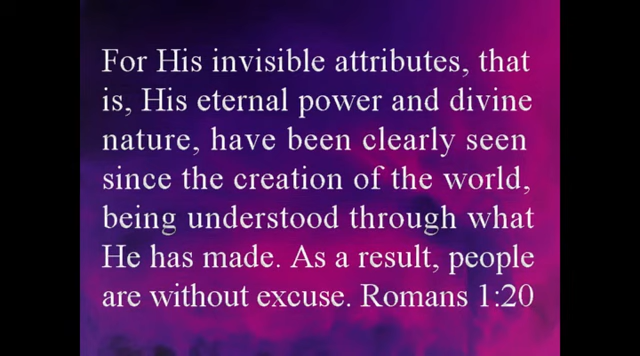 For His invisible attributes, that
is, His eternal power and divine
nature, have been clearly seen
since the creation of the world,
being understood through what
He has made. As a result, people
are without excuse. Romans 1:20